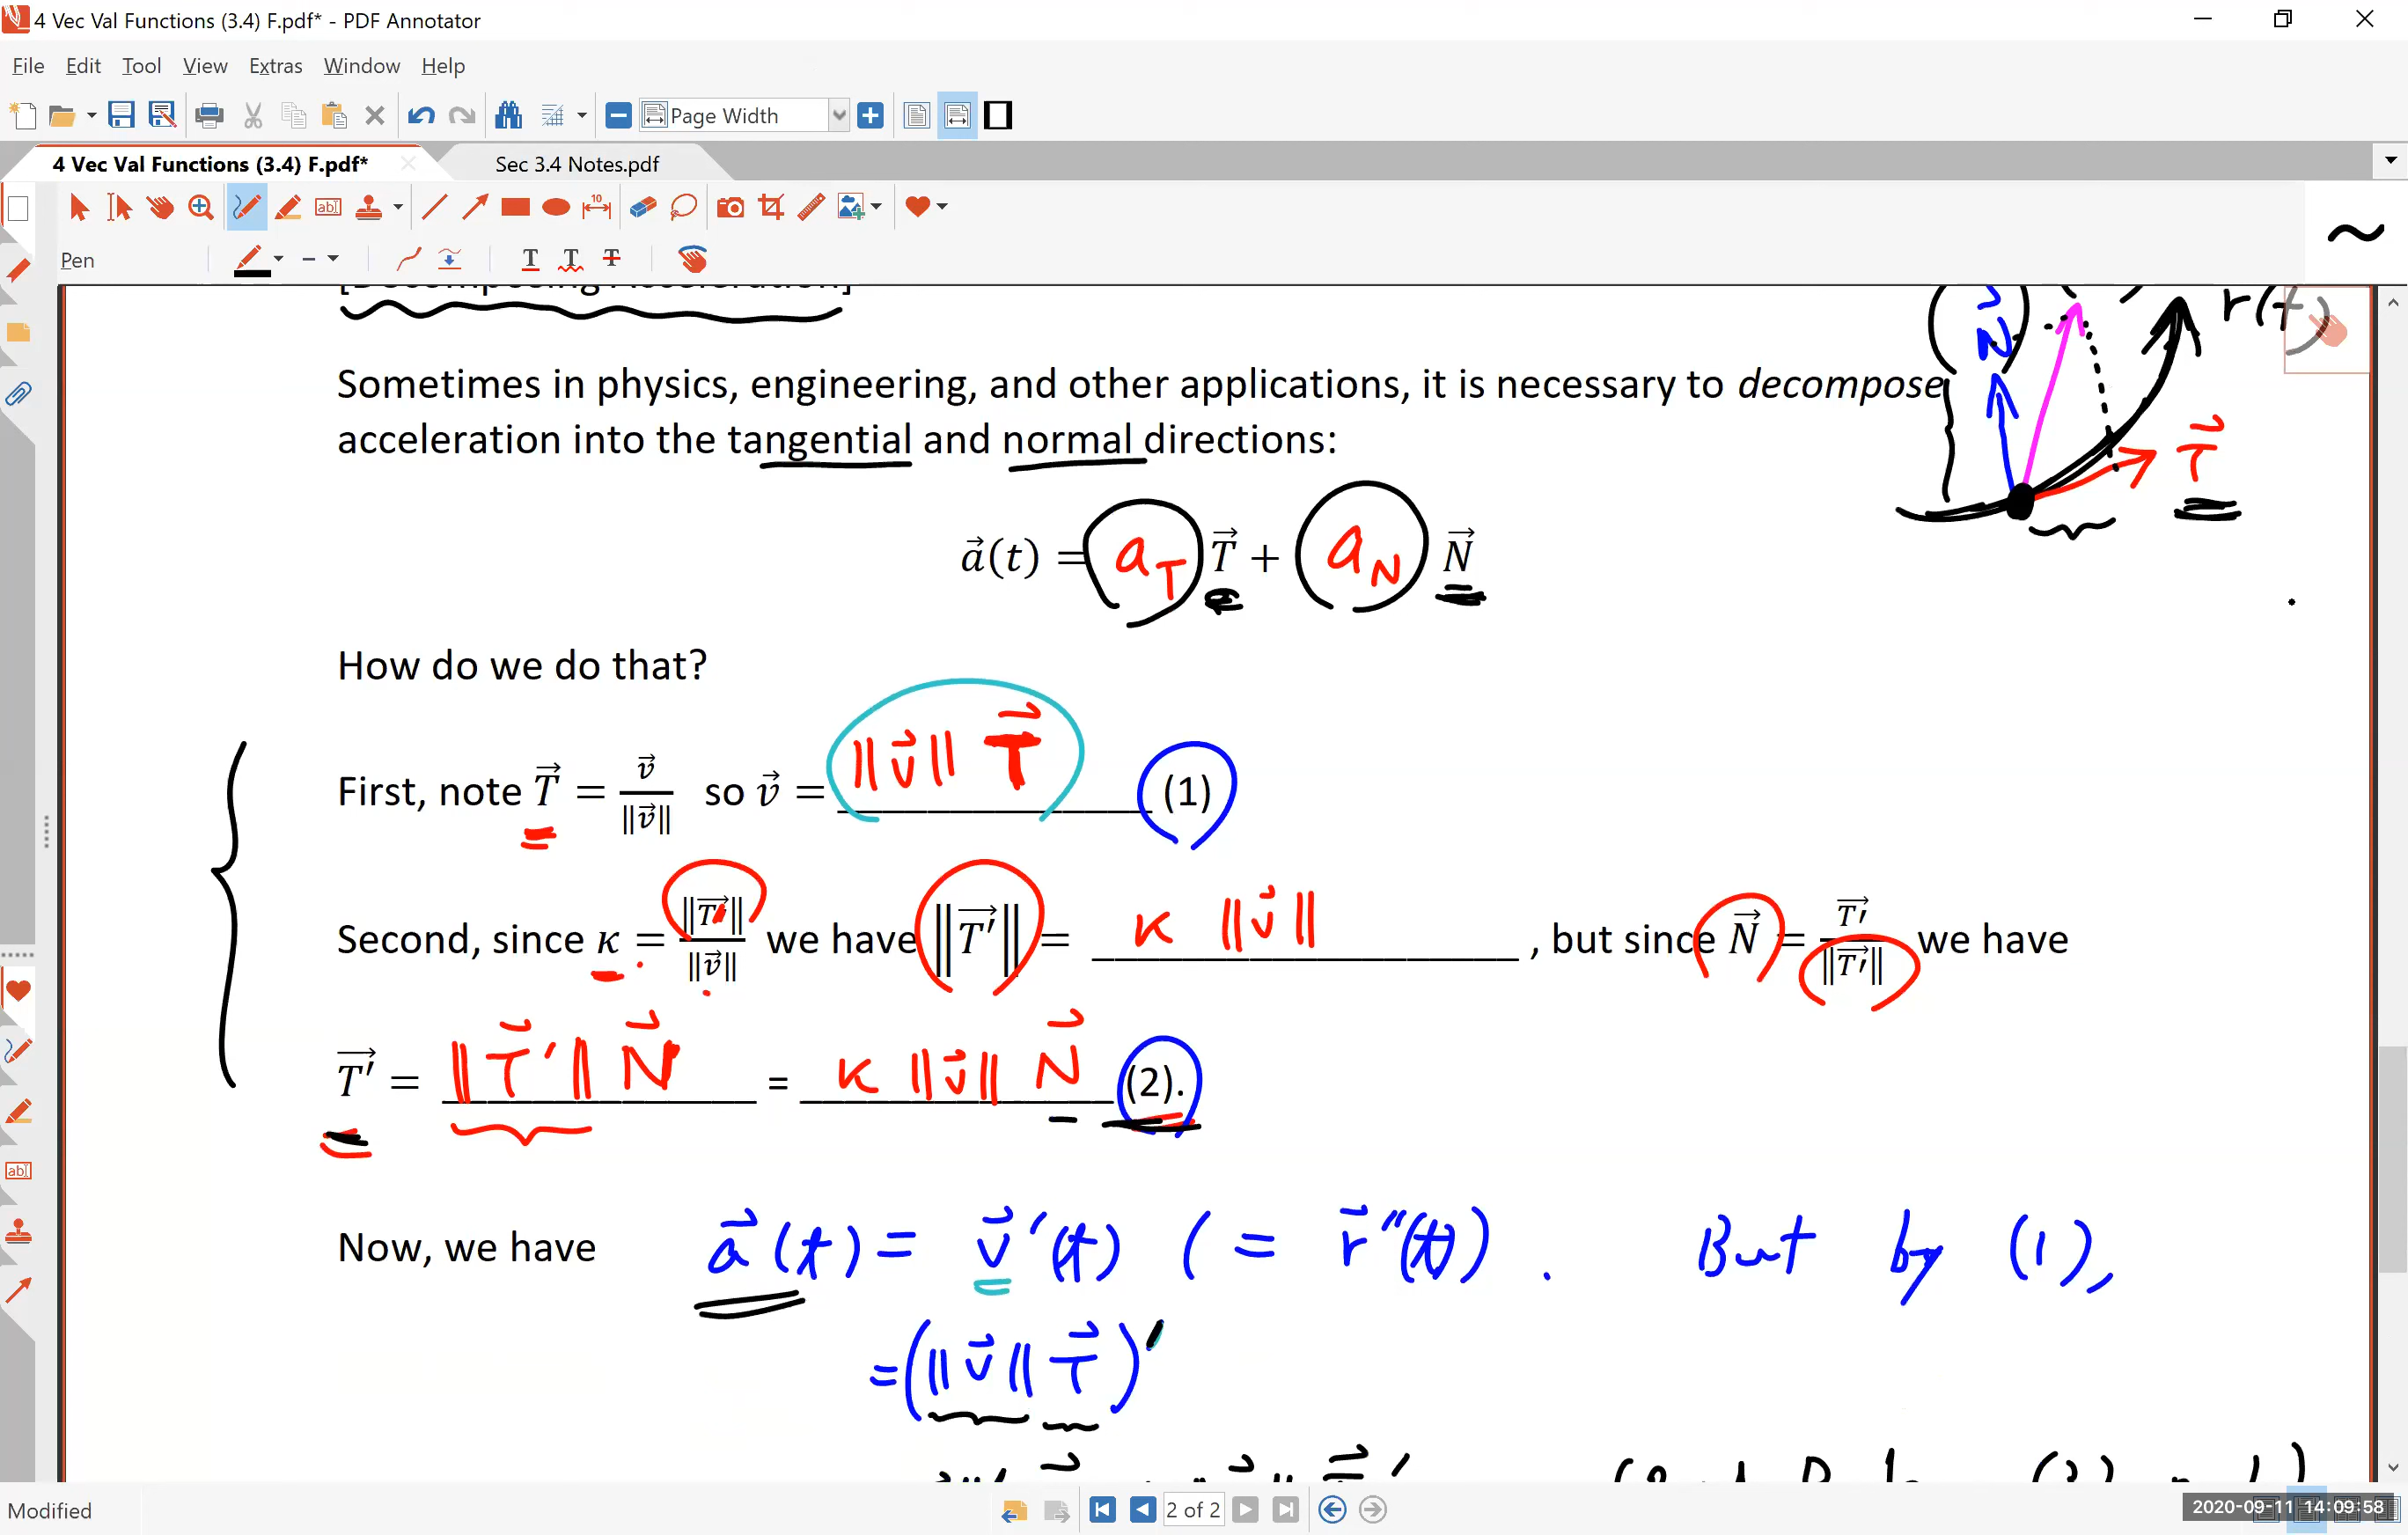 4 Vec Val Functions (3.4) F.pdf* - PDF Annotator
File Edit Tool View Extras Window Help
Page Width
4 Vec Val Functions (3.4) F.pdf* Sec 3.4 Notes.pdf
Pen
[Decomposing Acceleration]
N⃗ r(t)
Sometimes in physics, engineering, and other applications, it is necessary to decompose
acceleration into the tangential and normal directions:
T⃗
a⃗(t) = a_T T⃗ + a_N N⃗
How do we do that?
First, note T⃗ = v⃗/‖v⃗‖ so v⃗ = ‖v⃗‖ T⃗ (1)
Second, since κ = ‖T⃗'‖/‖v⃗‖ we have ‖T⃗'‖ = κ ‖v⃗‖ , but since N⃗ = T⃗'/‖T⃗'‖ we have
T⃗' = ‖T⃗'‖ N⃗ = κ ‖v⃗‖ N⃗ (2).
Now, we have a⃗(t) = v⃗'(t) ( = r⃗''(t)) . But by (1),
= (‖v⃗‖ T⃗)'
Modified 2 of 2 2020-09-11 14:09:58